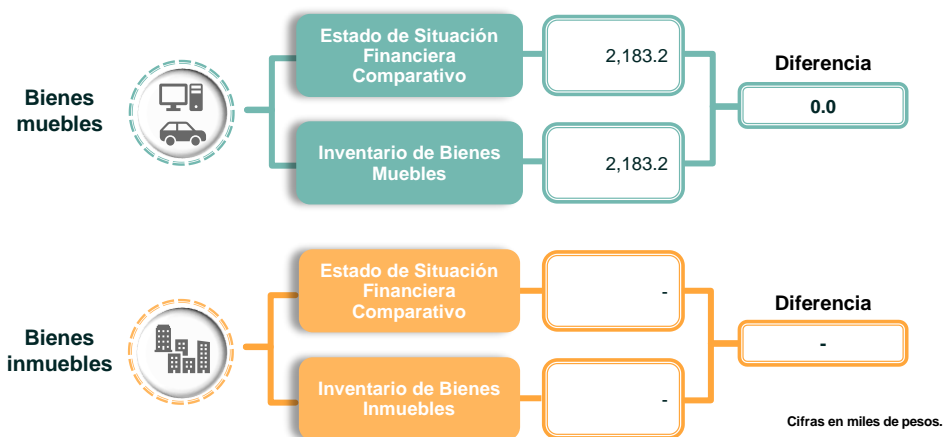 Bienes
muebles
Estado de Situación
Financiera
Comparativo
2,183.2
Inventario de Bienes
Muebles
2,183.2
Diferencia
0.0
Bienes
inmuebles
Estado de Situación
Financiera
Comparativo
-
Inventario de Bienes
Inmuebles
-
Diferencia
-
Cifras en miles de pesos.